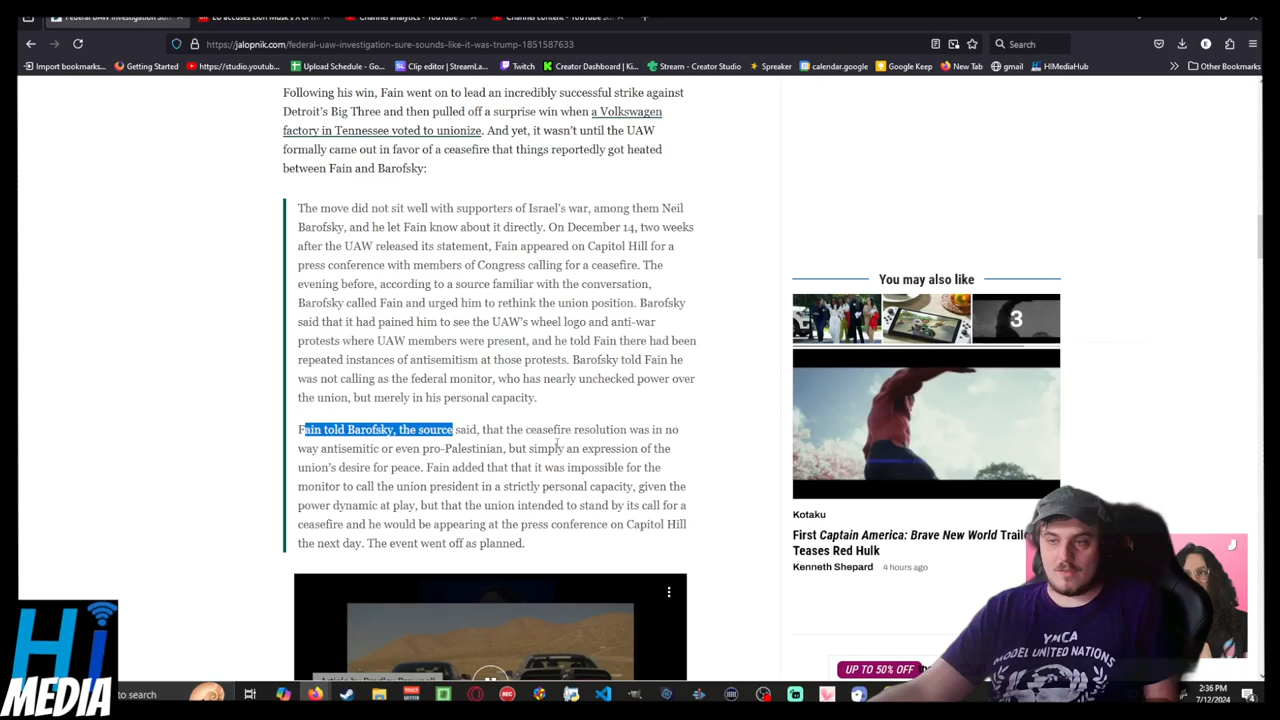 Federal UAW Investigation Sure
EU accuses Elon Musk's X of
Channel analytics - YouTube
Channel content - YouTube
https://jalopnik.com/federal-uaw-investigation-sure-sounds-like-it-was-trump-1851587633
Search
Import bookmarks...
Getting Started
https://studio.youtub...
Upload Schedule - Go...
Clip editor | StreamLa...
Twitch
Creator Dashboard | Ki...
Stream - Creator Studio
Spreaker
calendar.google
Google Keep
New Tab
gmail
HiMediaHub
Other Bookmarks
Following his win, Fain went on to lead an incredibly successful strike against
Detroit's Big Three and then pulled off a surprise win when a Volkswagen
factory in Tennessee voted to unionize. And yet, it wasn't until the UAW
formally came out in favor of a ceasefire that things reportedly got heated
between Fain and Barofsky:
The move did not sit well with supporters of Israel's war, among them Neil
Barofsky, and he let Fain know about it directly. On December 14, two weeks
after the UAW released its statement, Fain appeared on Capitol Hill for a
press conference with members of Congress calling for a ceasefire. The
evening before, according to a source familiar with the conversation,
Barofsky called Fain and urged him to rethink the union position. Barofsky
said that it had pained him to see the UAW's wheel logo and anti-war
protests where UAW members were present, and he told Fain there had been
repeated instances of antisemitism at those protests. Barofsky told Fain he
was not calling as the federal monitor, who has nearly unchecked power over
the union, but merely in his personal capacity.
Fain told Barofsky, the source said, that the ceasefire resolution was in no
way antisemitic or even pro-Palestinian, but simply an expression of the
union's desire for peace. Fain added that that it was impossible for the
monitor to call the union president in a strictly personal capacity, given the
power dynamic at play, but that the union intended to stand by its call for a
ceasefire and he would be appearing at the press conference on Capitol Hill
the next day. The event went off as planned.
You may also like
3
Kotaku
First Captain America: Brave New World Traile
Teases Red Hulk
Kenneth Shepard
4 hours ago
UP TO 50% OFF
YMCA
MODEL UNITED NATIONS
Hi
MEDIA
to search
REC
2:36 PM
7/12/2024